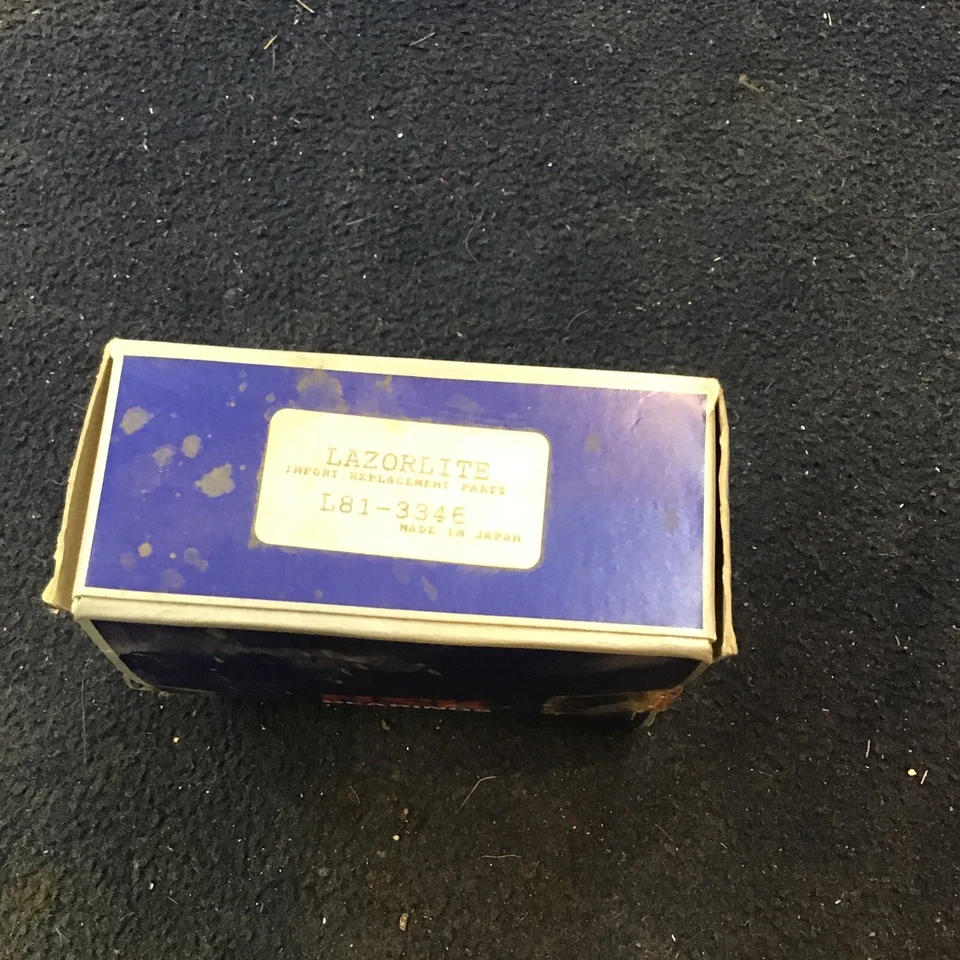 LAZORLITE
IMPORT REPLACEMENT PARTS
L81-3346
MADE IN JAPAN